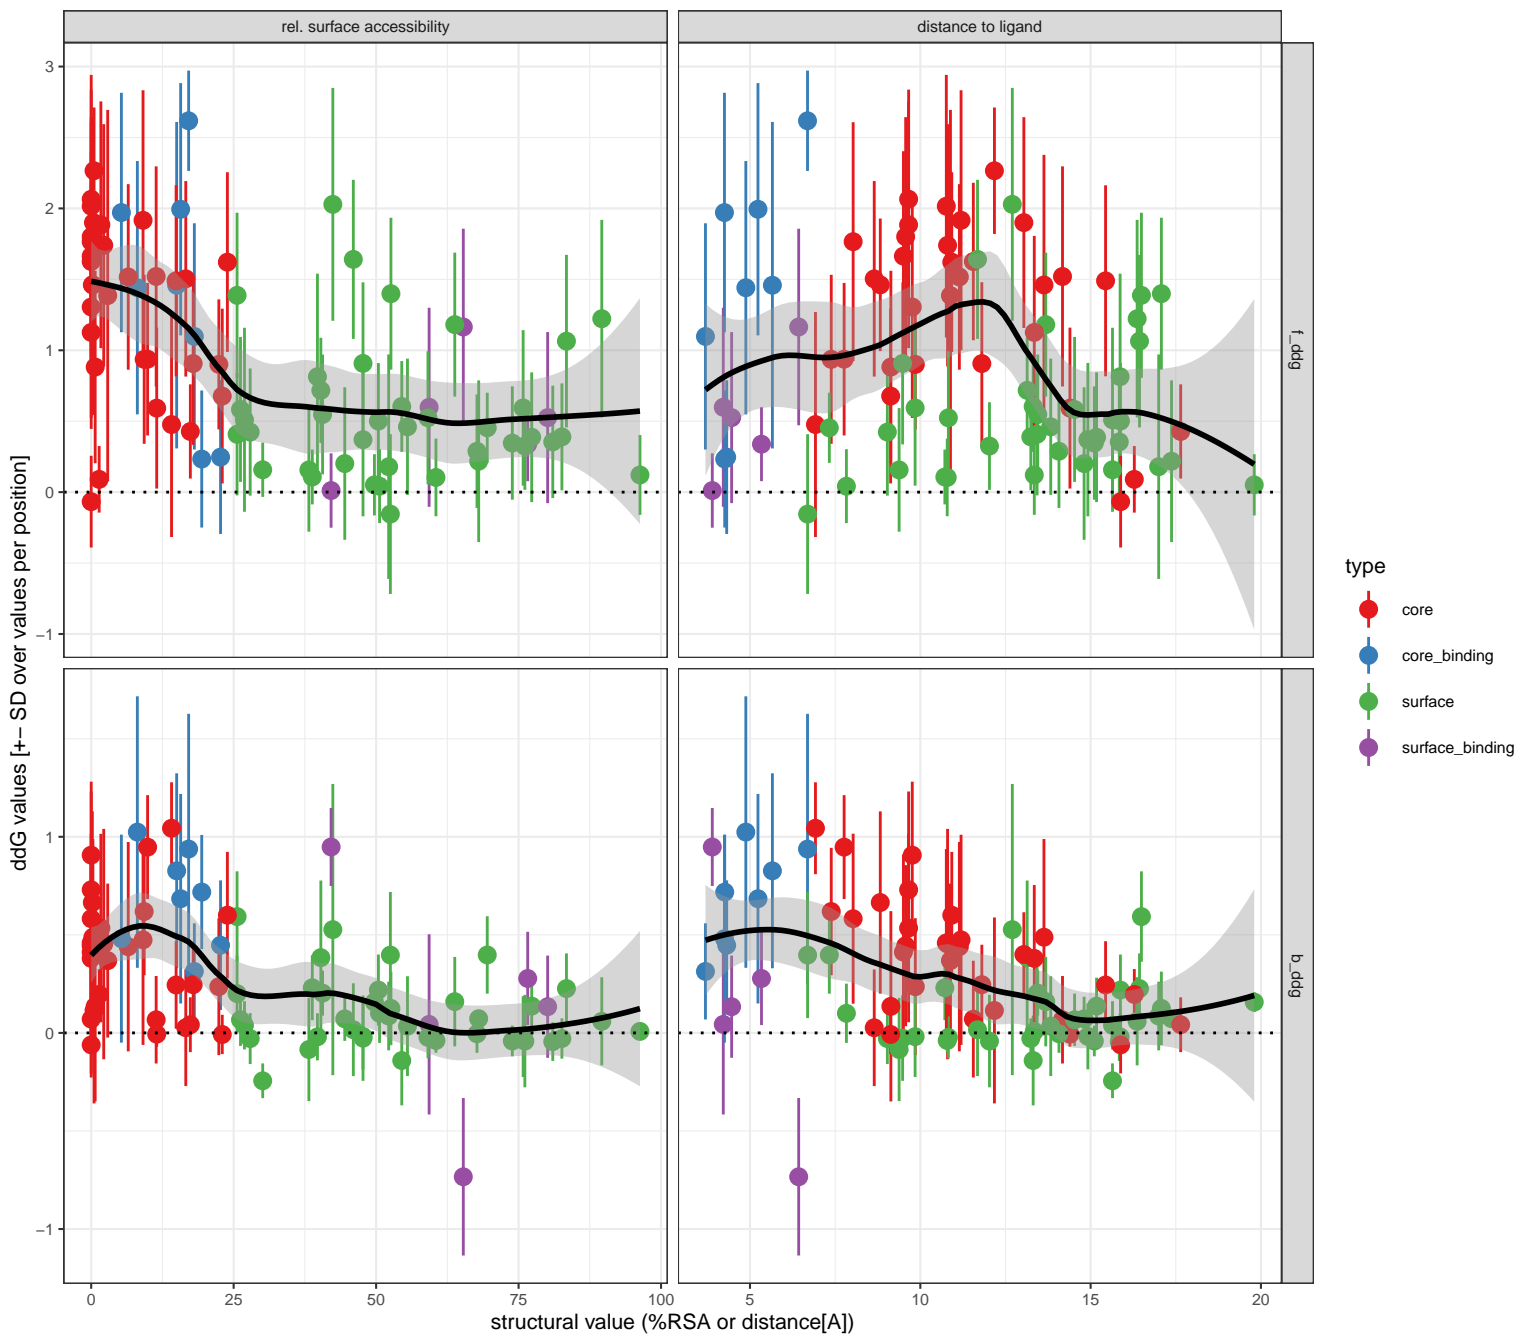 rel. surface accessibility
distance to ligand
3
2
1
0
−1
f_ddg
1
0
−1
b_ddg
ddG values [+− SD over values per position]
0
25
50
75
100
5
10
15
20
structural value (%RSA or distance[A])
type
core
core_binding
surface
surface_binding